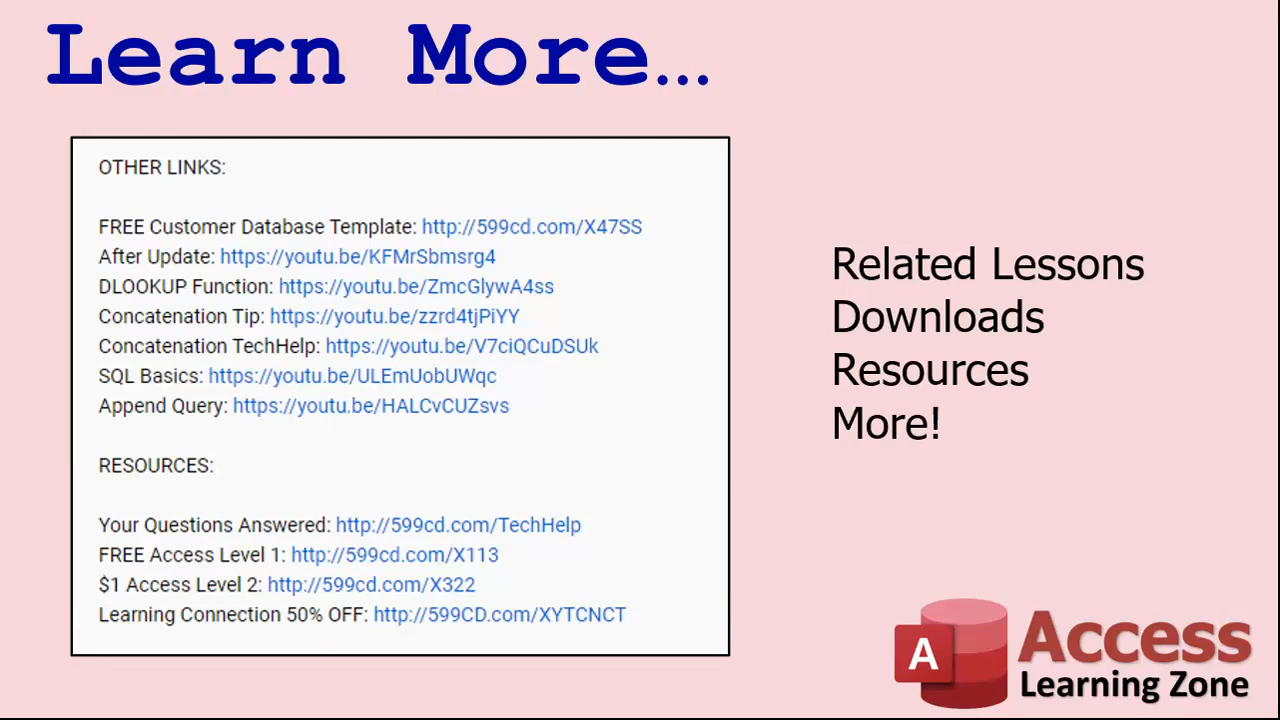 Learn More...
OTHER LINKS:
FREE Customer Database Template: http://599cd.com/X47SS
After Update: https://youtu.be/KFMrSbmsrg4
DLOOKUP Function: https://youtu.be/ZmcGlywA4ss
Concatenation Tip: https://youtu.be/zzrd4tjPiYY
Concatenation TechHelp: https://youtu.be/V7ciQCuDSUk
SQL Basics: https://youtu.be/ULEmUobUWqc
Append Query: https://youtu.be/HALCvCUZsvs
RESOURCES:
Your Questions Answered: http://599cd.com/TechHelp
FREE Access Level 1: http://599cd.com/X113
$1 Access Level 2: http://599cd.com/X322
Learning Connection 50% OFF: http://599CD.com/XYTCNCT
Related Lessons
Downloads
Resources
More!
A
Access
Learning Zone